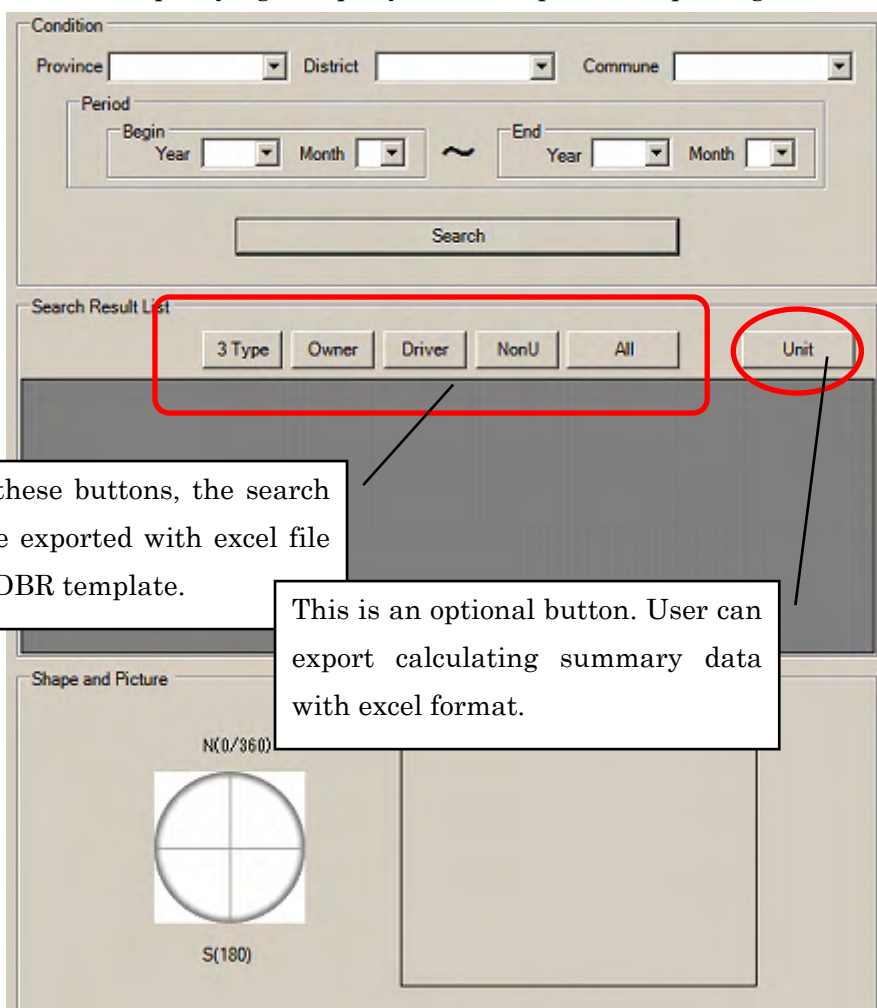 Condition
Province District Commune
Period
Begin End
Year Month ~ Year Month
Search
Search Result List
3 Type Owner Driver NonU All Unit
these buttons, the search
exported with excel file
DBR template.
This is an optional button. User can
export calculating summary data
with excel format.
Shape and Picture
N(0/360)
S(180)